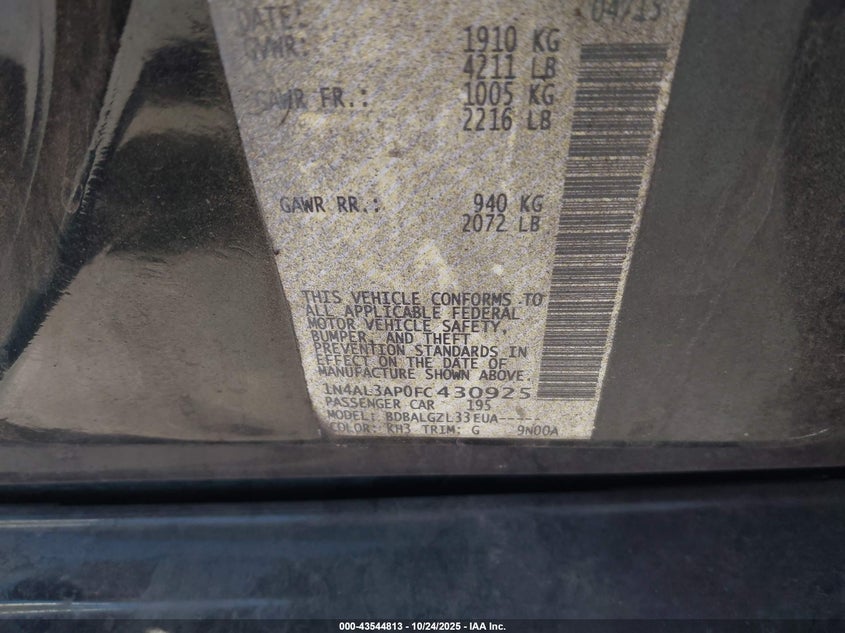 DATE: 04/15
GVWR: 1910 KG
4211 LB
GAWR FR.: 1005 KG
2216 LB
GAWR RR.: 940 KG
2072 LB
THIS VEHICLE CONFORMS TO
ALL APPLICABLE FEDERAL
MOTOR VEHICLE SAFETY,
BUMPER, AND THEFT
PREVENTION STANDARDS IN
EFFECT ON THE DATE OF
MANUFACTURE SHOWN ABOVE.
1N4AL3AP0FC430925
PASSENGER CAR 195
MODEL: BDBALGZL33EUA-----
COLOR: KH3 TRIM: G 9N00A
000-43544813 - 10/24/2025 - IAA Inc.